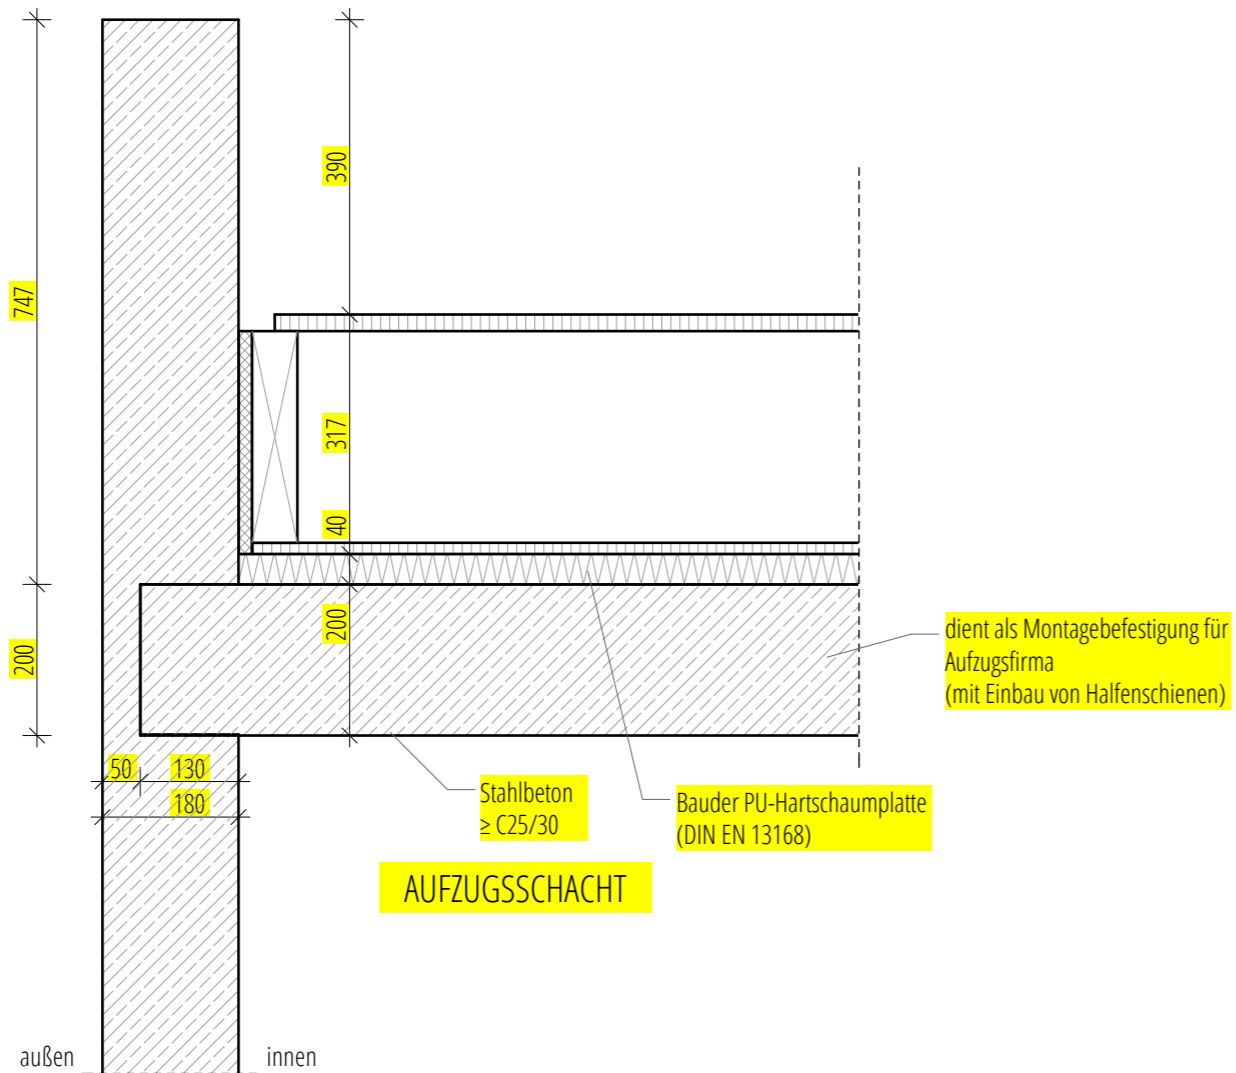 390
747
317
40
200
200
dient als Montagebefestigung für
Aufzugsfirma
(mit Einbau von Halfenschienen)
50
130
180
Stahlbeton
≥ C25/30
Bauder PU-Hartschaumplatte
(DIN EN 13168)
AUFZUGSSCHACHT
außen
innen